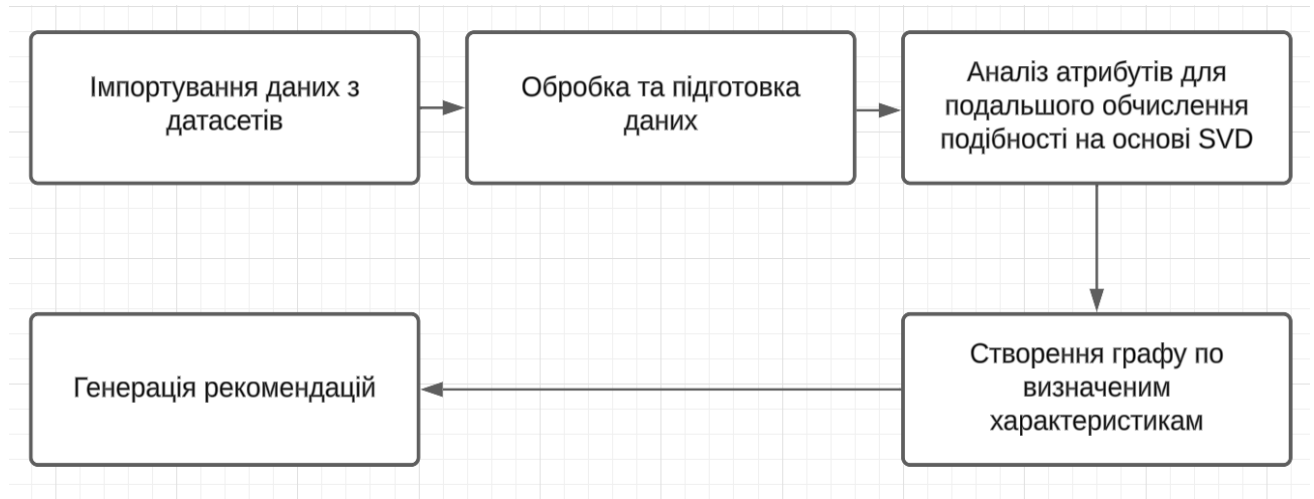 Імпортування даних з
датасетів
Обробка та підготовка
даних
Аналіз атрибутів для
подальшого обчислення
подібності на основі SVD
Створення графу по
визначеним
характеристикам
Генерація рекомендацій